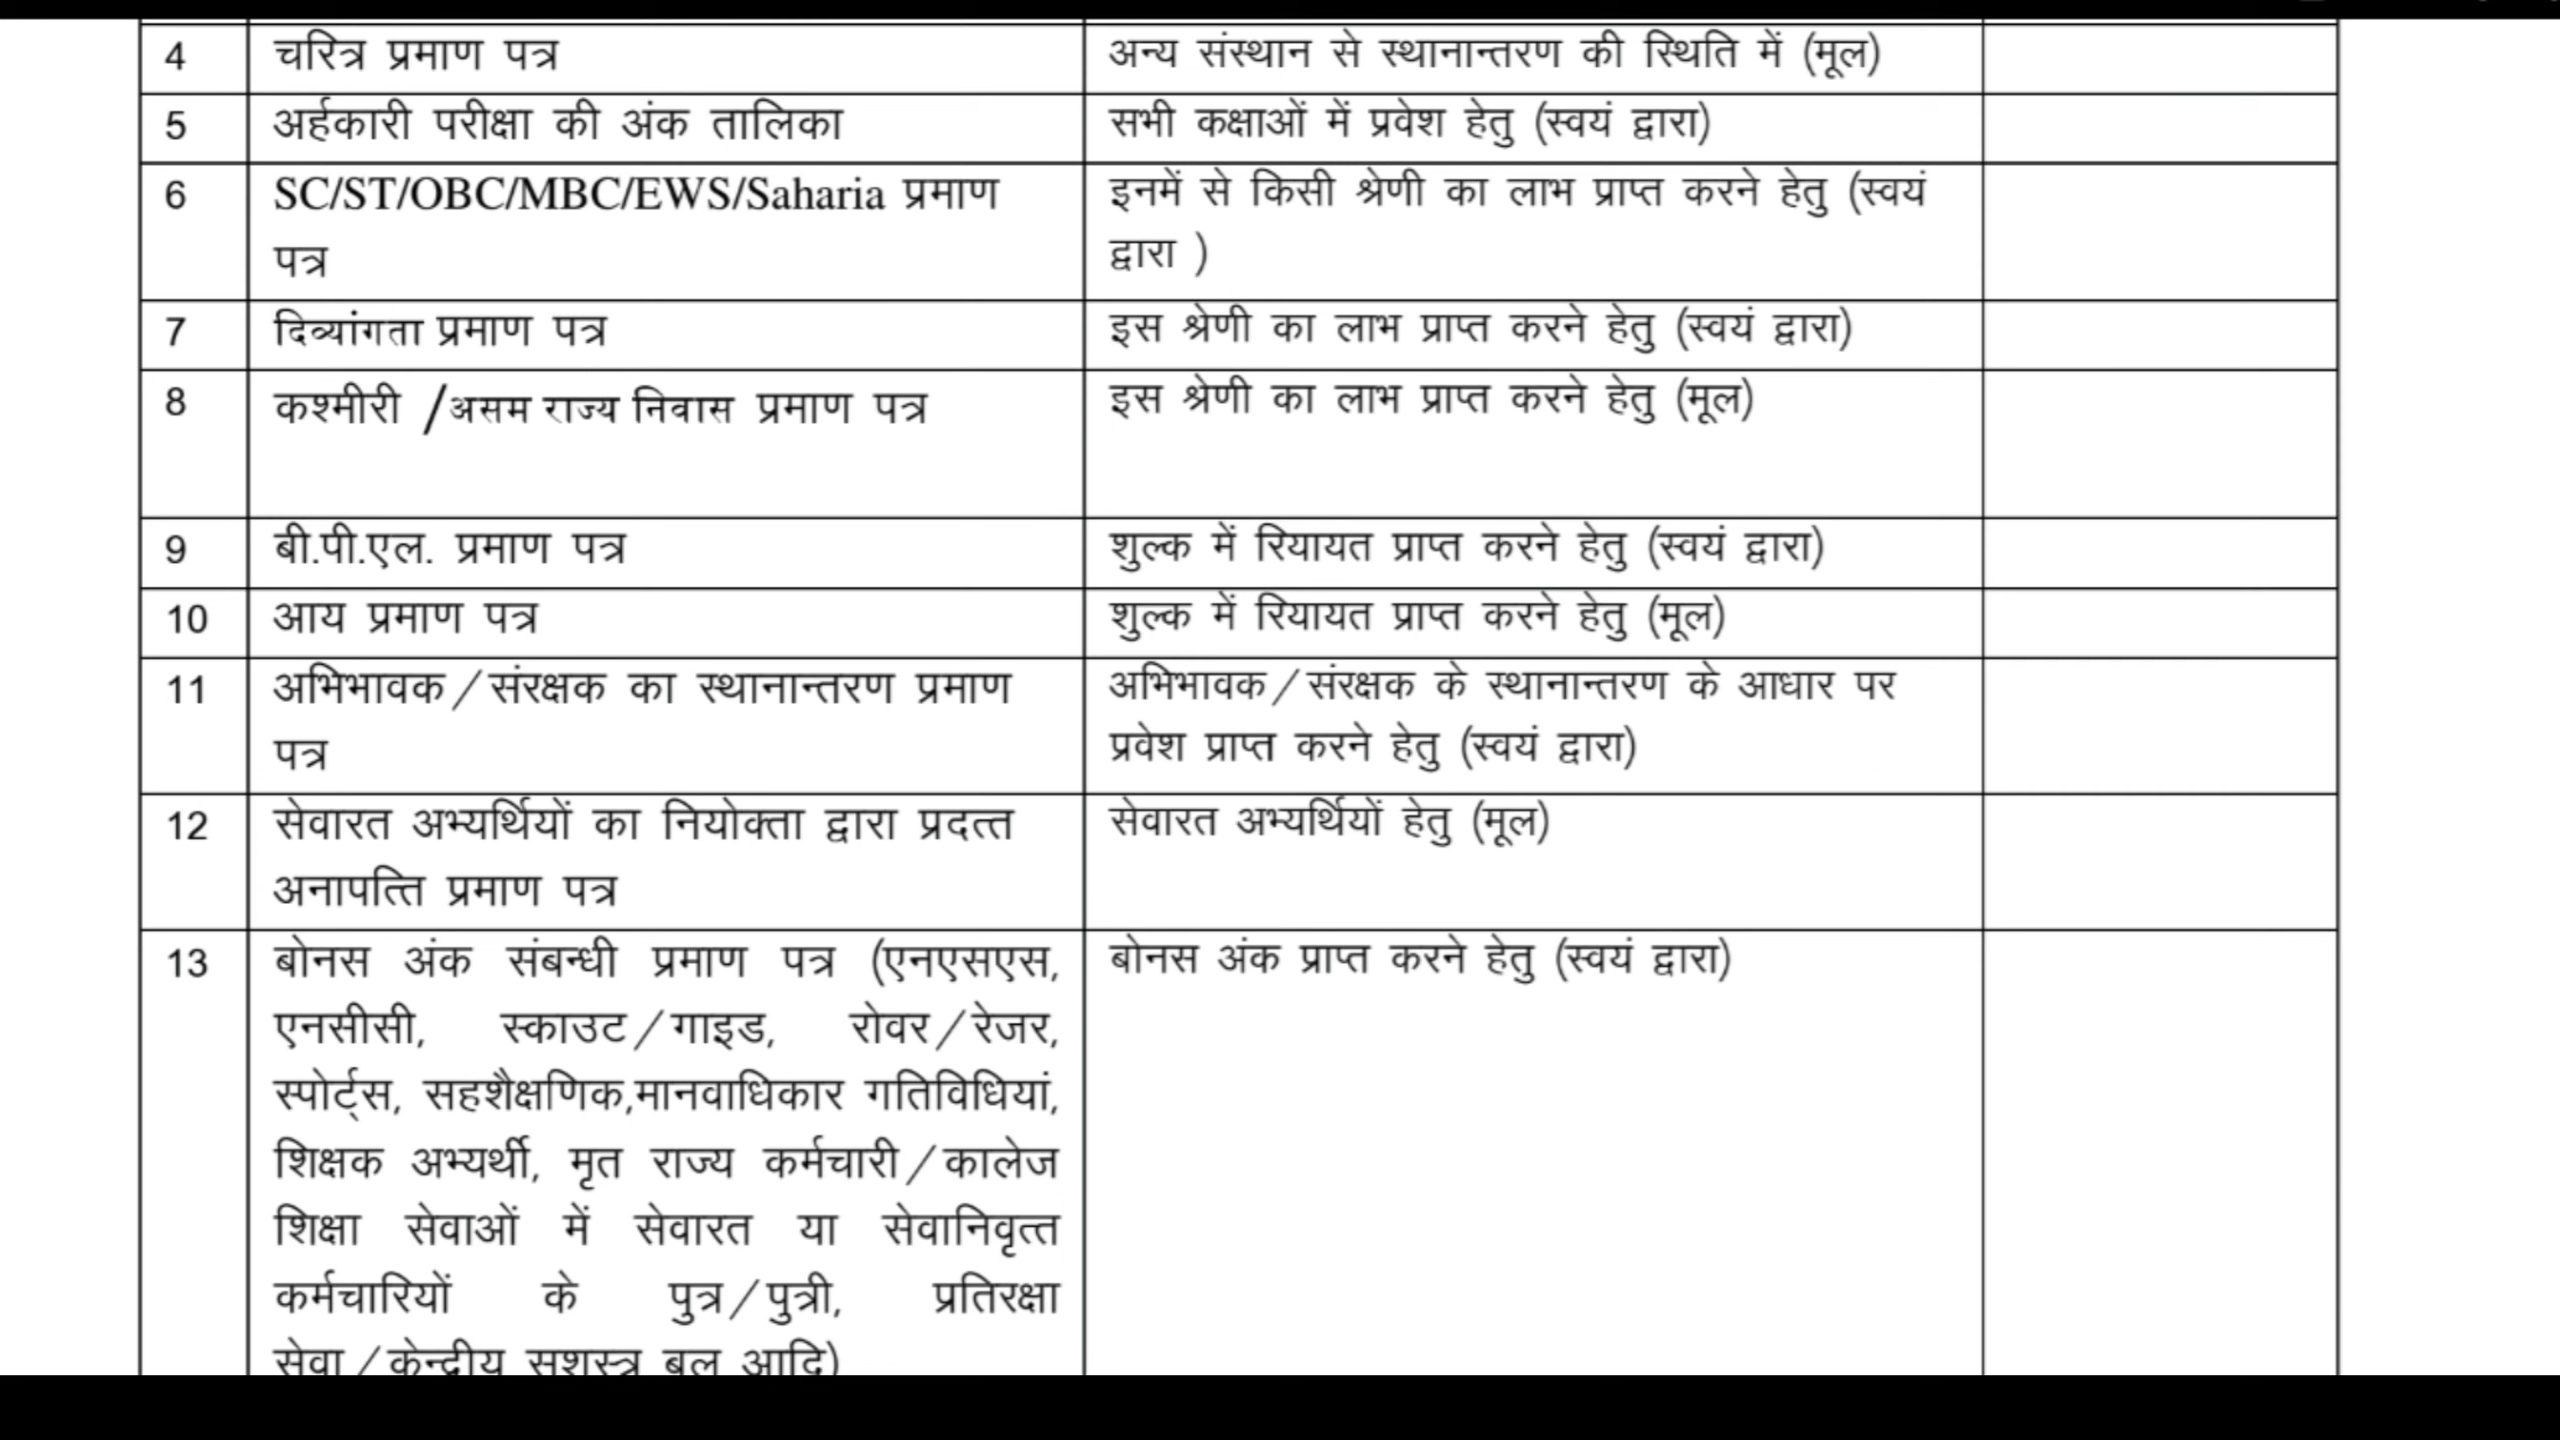 4 चरित्र प्रमाण पत्र अन्य संस्थान से स्थानान्तरण की स्थिति में (मूल)
5 अर्हकारी परीक्षा की अंक तालिका सभी कक्षाओं में प्रवेश हेतु (स्वयं द्वारा)
6 SC/ST/OBC/MBC/EWS/Saharia प्रमाण
पत्र
इनमें से किसी श्रेणी का लाभ प्राप्त करने हेतु (स्वयं
द्वारा )
7 दिव्यांगता प्रमाण पत्र इस श्रेणी का लाभ प्राप्त करने हेतु (स्वयं द्वारा)
8 कश्मीरी /असम राज्य निवास प्रमाण पत्र इस श्रेणी का लाभ प्राप्त करने हेतु (मूल)
9 बी.पी.एल. प्रमाण पत्र शुल्क में रियायत प्राप्त करने हेतु (स्वयं द्वारा)
10 आय प्रमाण पत्र शुल्क में रियायत प्राप्त करने हेतु (मूल)
11 अभिभावक/संरक्षक का स्थानान्तरण प्रमाण
पत्र
अभिभावक/संरक्षक के स्थानान्तरण के आधार पर
प्रवेश प्राप्त करने हेतु (स्वयं द्वारा)
12 सेवारत अभ्यर्थियों का नियोक्ता द्वारा प्रदत्त
अनापत्ति प्रमाण पत्र
सेवारत अभ्यर्थियों हेतु (मूल)
13 बोनस अंक संबन्धी प्रमाण पत्र (एनएसएस,
एनसीसी, स्काउट/गाइड, रोवर/रेजर,
स्पोर्ट्स, सहशैक्षणिक,मानवाधिकार गतिविधियां,
शिक्षक अभ्यर्थी, मृत राज्य कर्मचारी/कालेज
शिक्षा सेवाओं में सेवारत या सेवानिवृत्त
कर्मचारियों के पुत्र/पुत्री, प्रतिरक्षा
सेवा/केन्द्रीय सशस्त्र बल आदि)
बोनस अंक प्राप्त करने हेतु (स्वयं द्वारा)